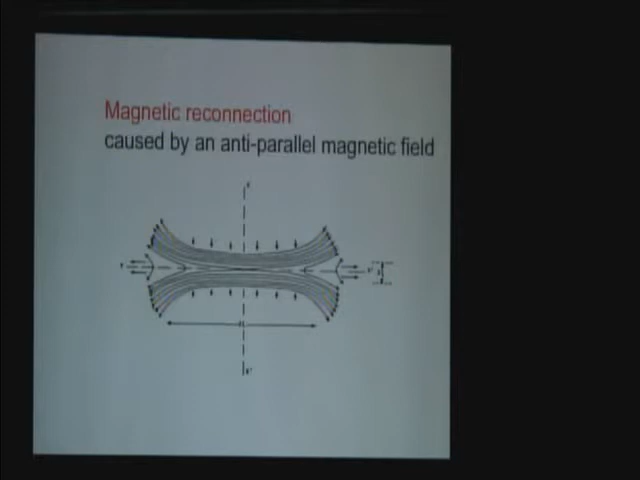 Magnetic reconnection
caused by an anti-parallel magnetic field